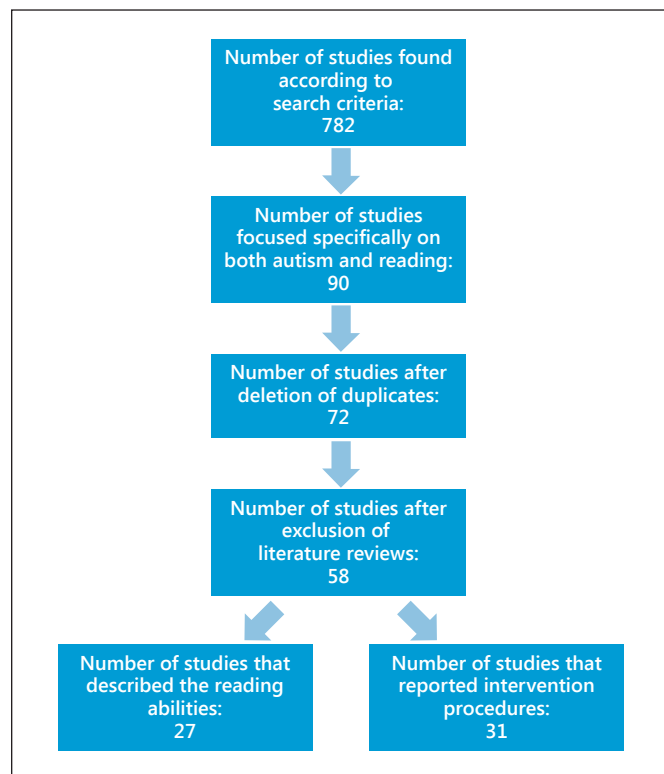 Number of studies found
according to
search criteria:
782
Number of studies
focused specifically on
both autism and reading:
90
Number of studies after
deletion of duplicates:
72
Number of studies after
exclusion of
literature reviews:
58
Number of studies that
described the reading
abilities:
27
Number of studies that
reported intervention
procedures:
31